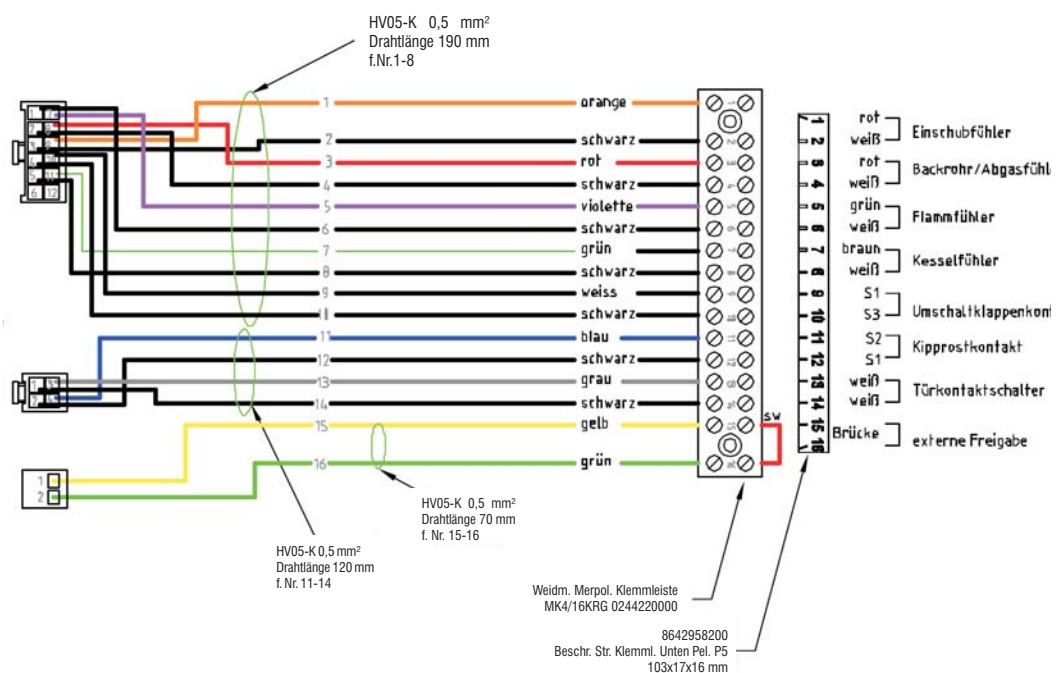 HV05-K 0,5 mm²
Drahtlänge 190 mm
f.Nr.1-8
1 orange
2 schwarz
3 rot
4 schwarz
5 violette
6 schwarz
7 grün
8 schwarz
9 weiss
schwarz
11 blau
12 schwarz
13 grau
14 schwarz
15 gelb
16 grün
sw
1 rot
2 weiß
Einschubfühler
3 rot
4 weiß
Backrohr/Abgasfühl
5 grün
6 weiß
Flammfühler
7 braun
weiß
Kesselfühler
9 S1
10 S3
Umschaltklappenkont
11 S2
12 S1
Kipprostkontakt
13 weiß
14 weiß
Türkontaktschalter
15
16
Brücke
externe Freigabe
1
2
HV05-K 0,5 mm²
Drahtlänge 70 mm
f. Nr. 15-16
HV05-K 0,5 mm²
Drahtlänge 120 mm
f. Nr. 11-14
Weidm. Merpol. Klemmleiste
MK4/16KRG 0244220000
8642958200
Beschr. Str. Klemml. Unten Pel. P5
103x17x16 mm